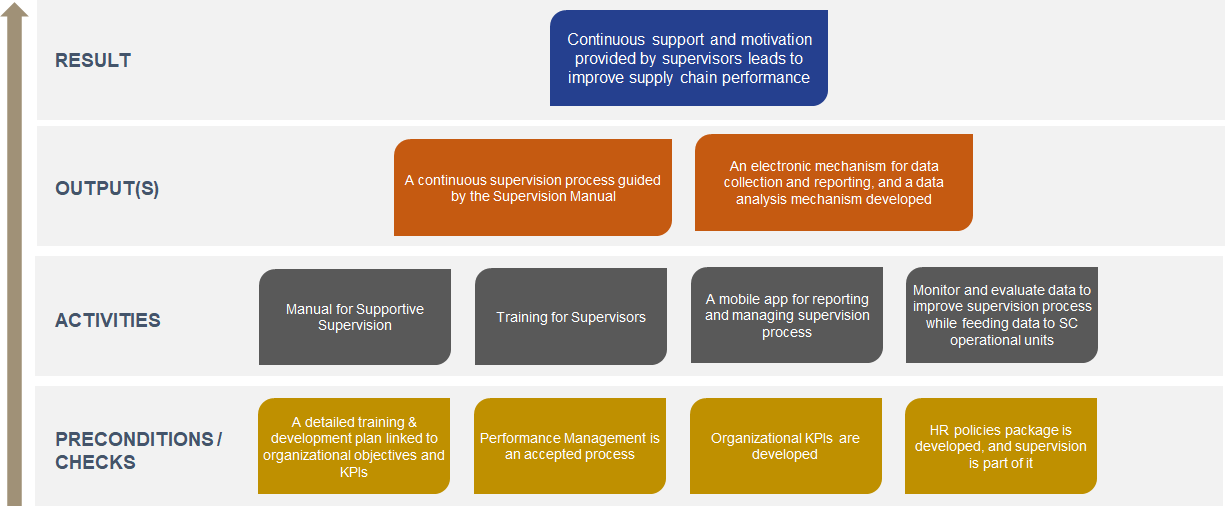 RESULT
Continuous support and motivation
provided by supervisors leads to
improve supply chain performance
OUTPUT(S)
A continuous supervision process guided
by the Supervision Manual
An electronic mechanism for data
collection and reporting, and a data
analysis mechanism developed
ACTIVITIES
Manual for Supportive
Supervision
Training for Supervisors
A mobile app for reporting
and managing supervision
process
Monitor and evaluate data to
improve supervision process
while feeding data to SC
operational units
PRECONDITIONS /
CHECKS
A detailed training &
development plan linked to
organizational objectives and
KPIs
Performance Management is
an accepted process
Organizational KPIs are
developed
HR policies package is
developed, and supervision
is part of it